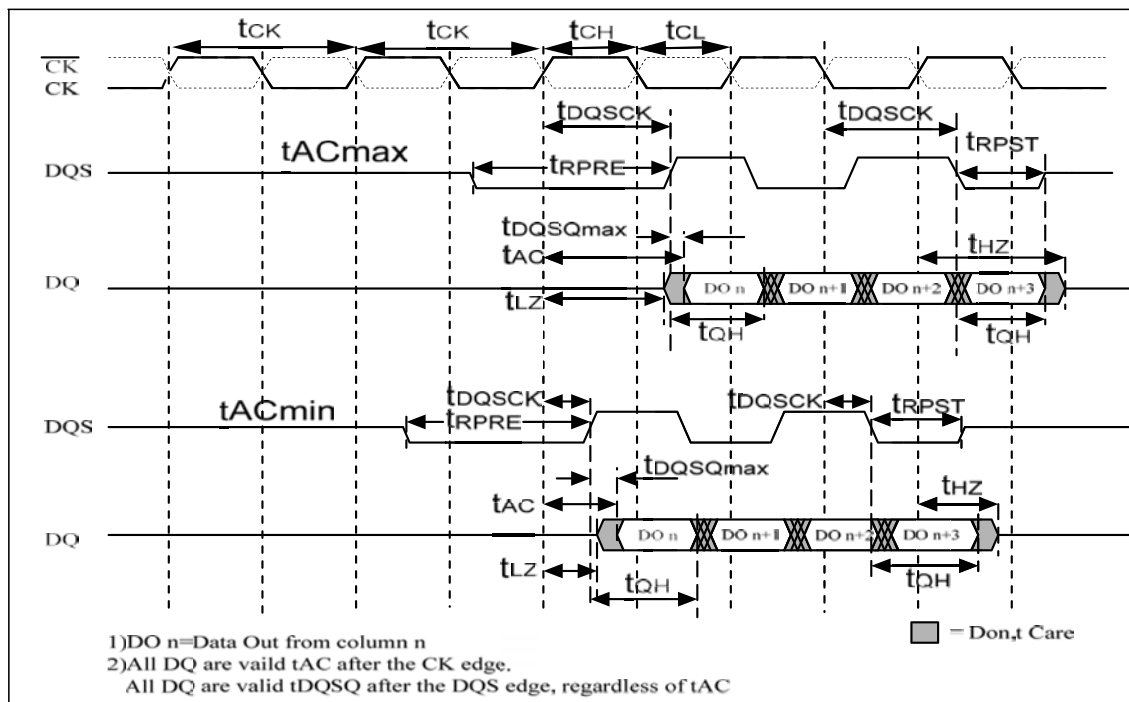 tCK tCK tCH tCL
CK
CK
tDQSCK tDQSCK
tACmax tRPST
DQS tRPRE
tDQSQmax
tAC tHZ
DQ DO n DO n+1 DO n+2 DO n+3
tLZ
tQH tQH
tDQSCK tDQSCK
tACmin tRPRE tRPST
DQS
tDQSQmax
tAC tHZ
DQ DO n DO n+1 DO n+2 DO n+3
tLZ tQH tQH
1)DO n=Data Out from column n
= Don,t Care
2)All DQ are vaild tAC after the CK edge.
All DQ are valid tDQSQ after the DQS edge, regardless of tAC